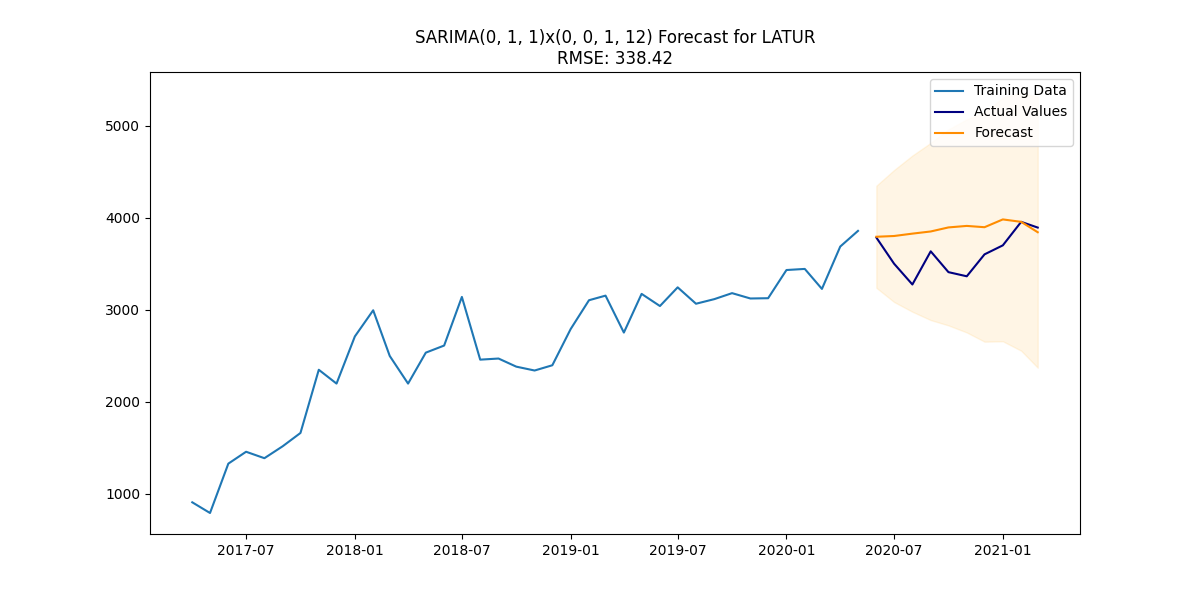 SARIMA(0, 1, 1)x(0, 0, 1, 12) Forecast for LATUR
RMSE: 338.42
Training Data
Actual Values
Forecast
5000
4000
3000
2000
1000
2017-07 2018-01 2018-07 2019-01 2019-07 2020-01 2020-07 2021-01